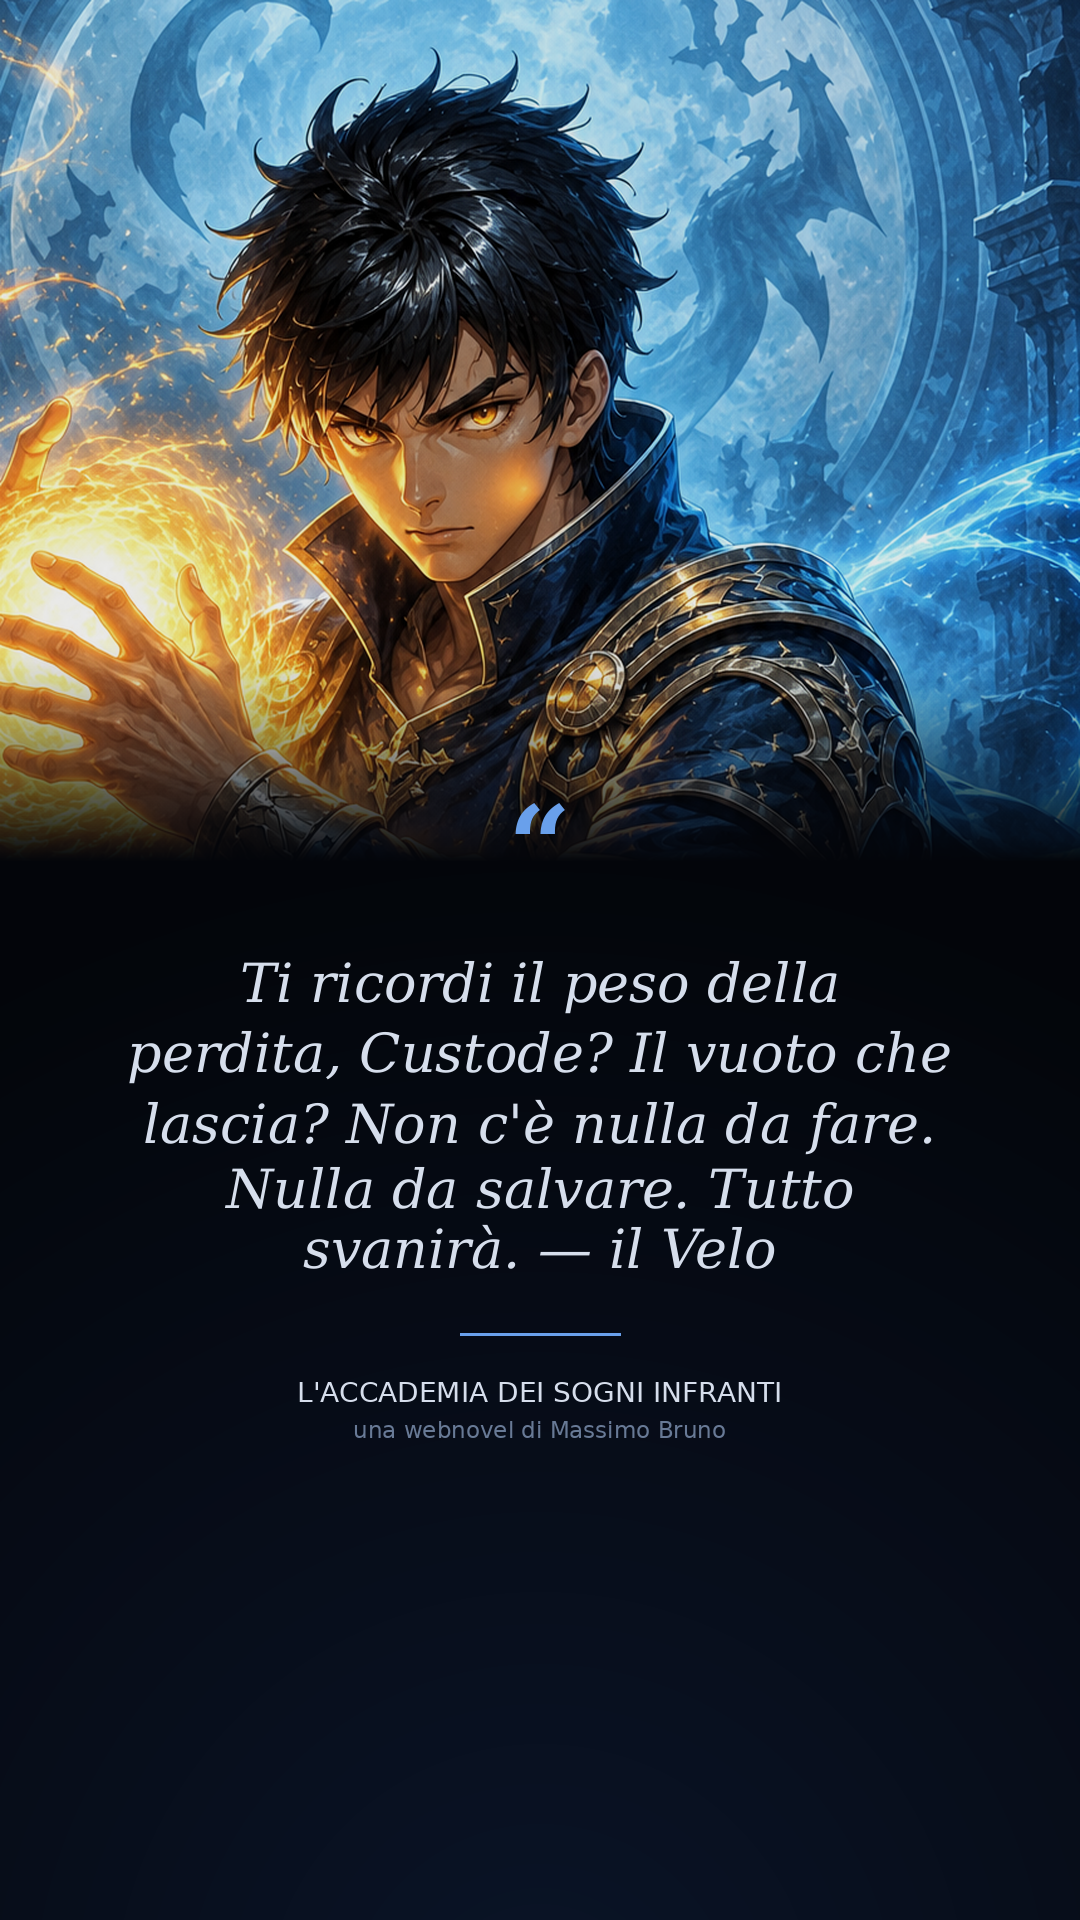 “
Ti ricordi il peso della
perdita, Custode? Il vuoto che
lascia? Non c'è nulla da fare.
Nulla da salvare. Tutto
svanirà. — il Velo
L'ACCADEMIA DEI SOGNI INFRANTI
una webnovel di Massimo Bruno